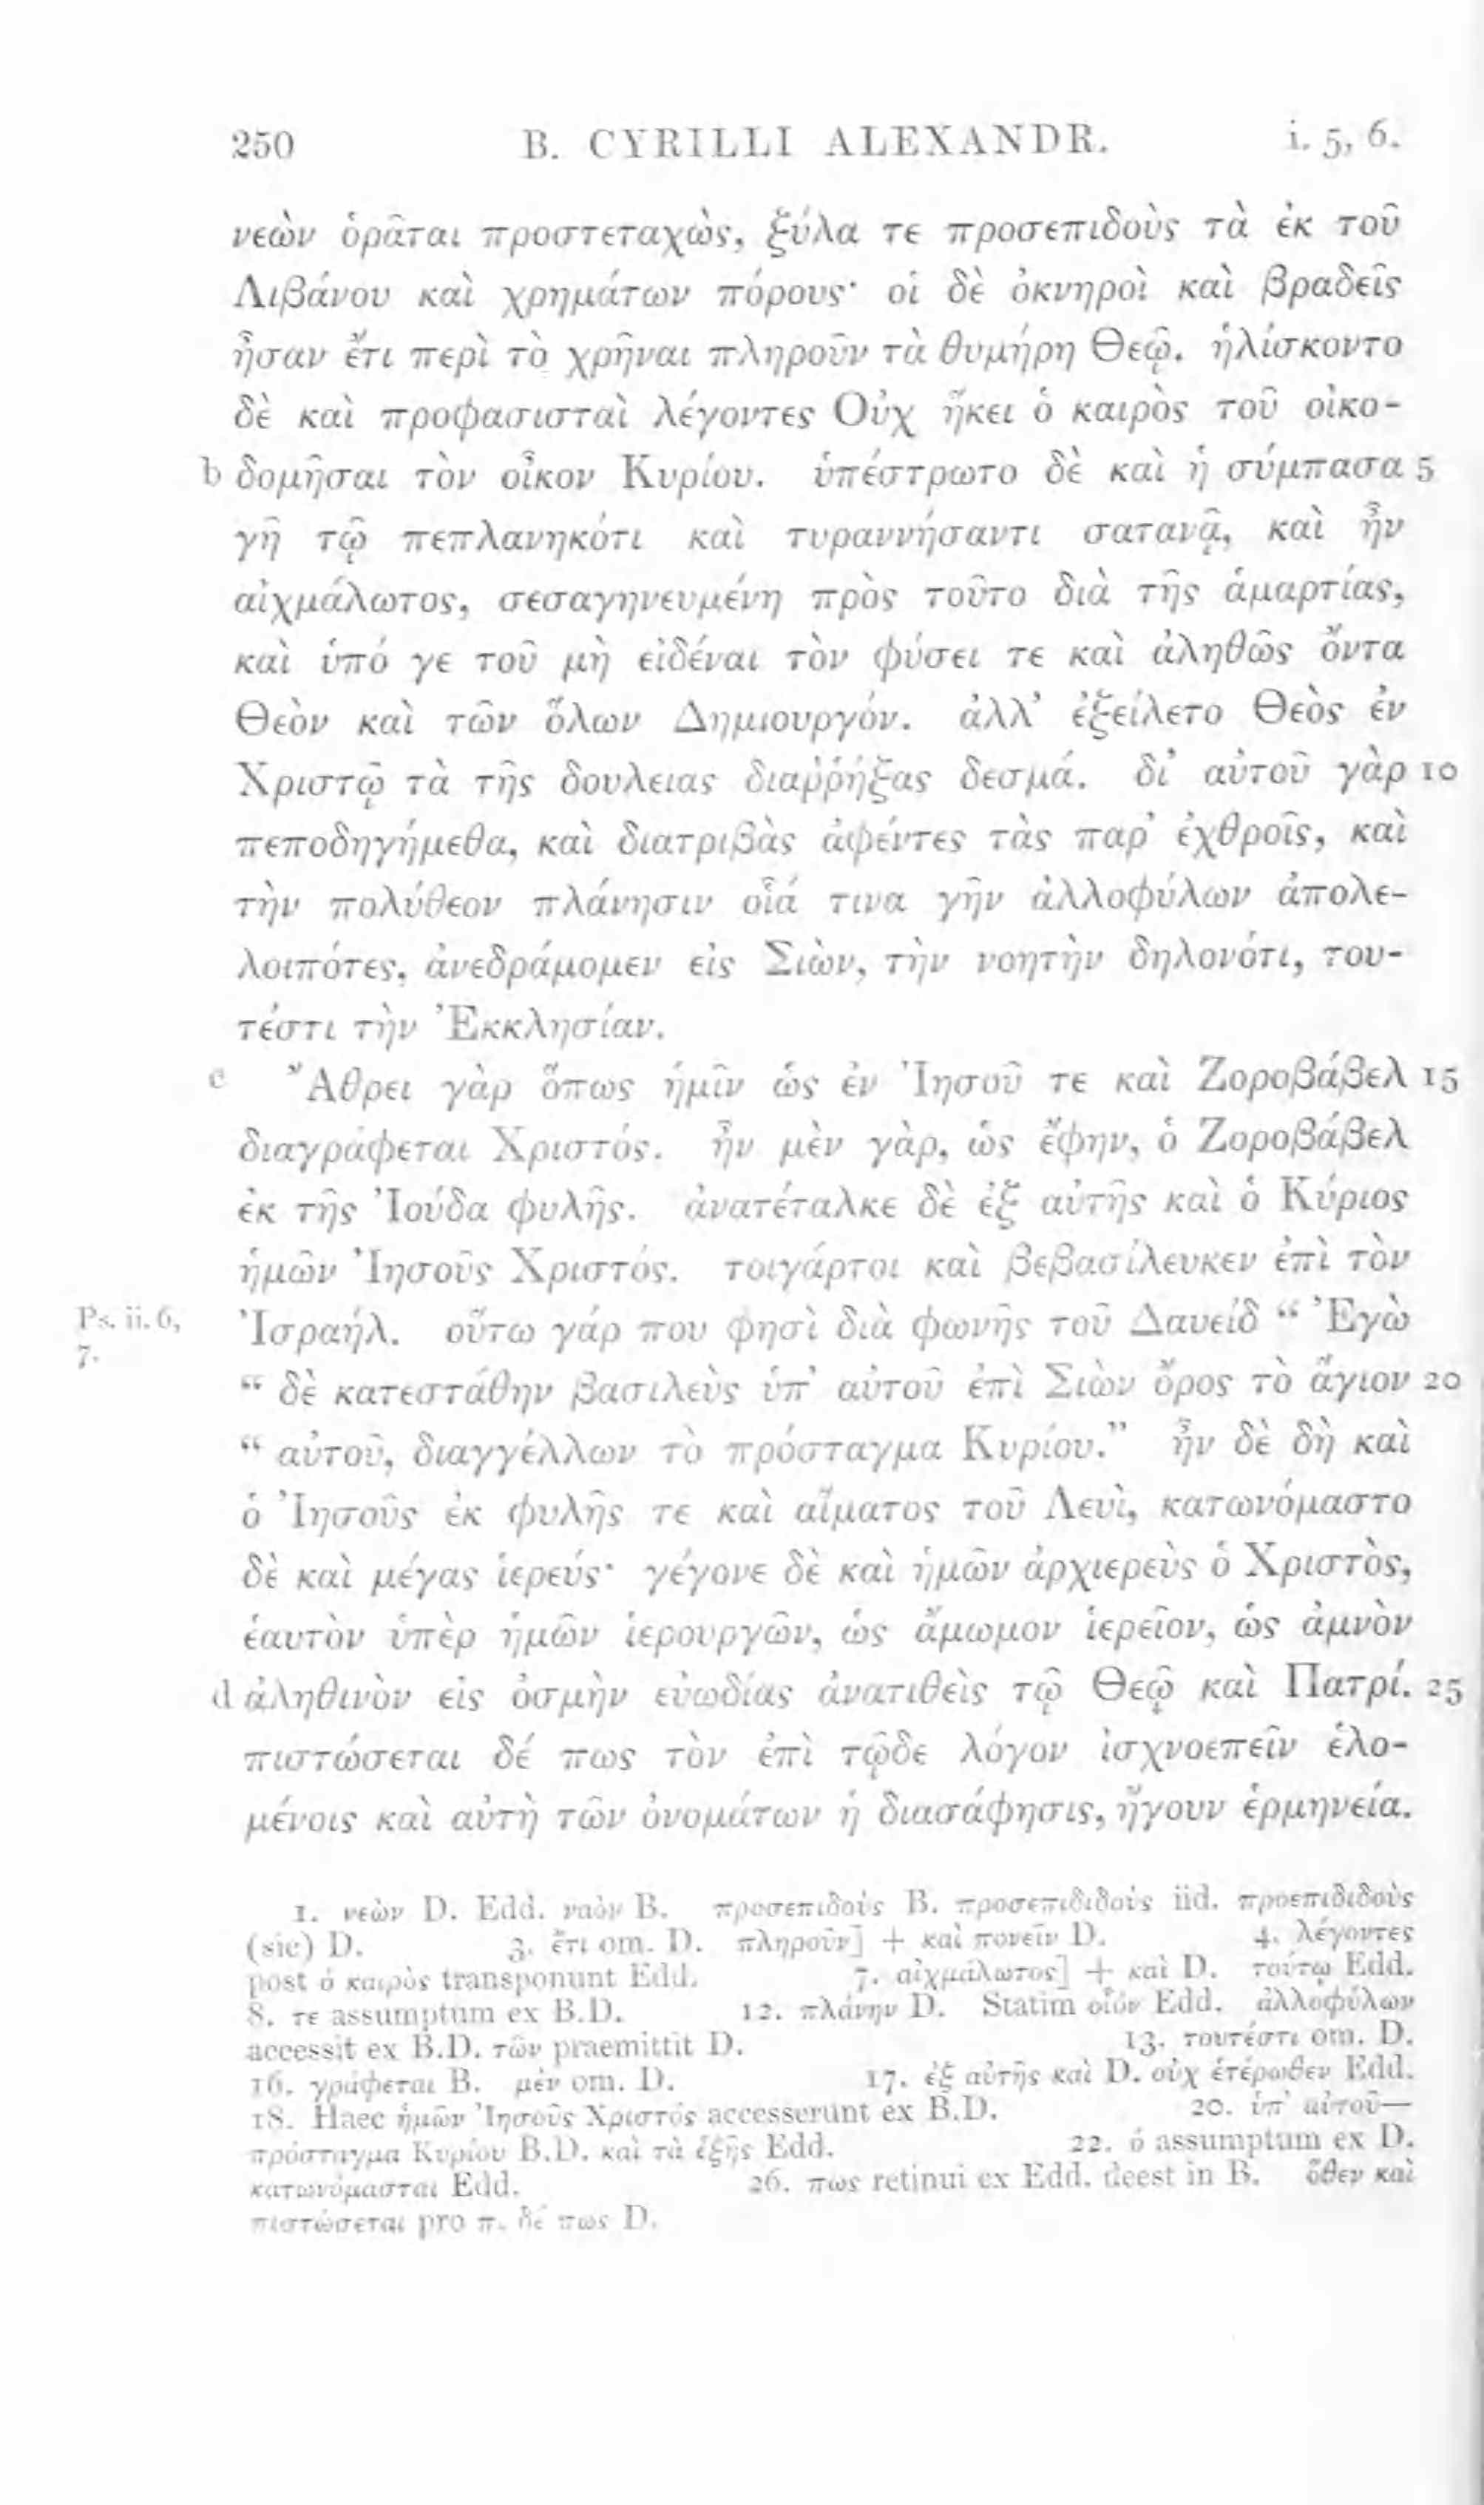 250 B. CYRILLI ALEXANDR. i. 5, 6.
νεὼν ὁρᾶται προστεταχὼς, ξύλα τε προσεπιδοὺς τὰ ἐκ τοῦ
Λιβάνου καὶ χρημάτων πόρους· οἱ δὲ ὀκνηροὶ καὶ βραδεῖς
ἦσαν ἔτι περὶ τὸ χρῆναι πληροῦν τὰ θυμήρη Θεῷ. ἡλίσκοντο
δὲ καὶ προφασισταὶ λέγοντες Οὐχ ἥκει ὁ καιρὸς τοῦ οἰκο-
b δομῆσαι τὸν οἶκον Κυρίου. ὑπέστρωτο δὲ καὶ ἡ σύμπασα 5
γῆ τῷ πεπλανηκότι καὶ τυραννήσαντι σατανᾷ, καὶ ἦν
αἰχμάλωτος, σεσαγηνευμένη πρὸς τοῦτο διὰ τῆς ἁμαρτίας,
καὶ ὑπό γε τοῦ μὴ εἰδέναι τὸν φύσει τε καὶ ἀληθῶς ὄντα
Θεὸν καὶ τῶν ὅλων Δημιουργόν. ἀλλ’ ἐξείλετο Θεὸς ἐν
Χριστῷ τὰ τῆς δουλειας διαῤῥήξας δεσμά. δι’ αὐτοῦ γὰρ 10
πεποδηγήμεθα, καὶ διατριβὰς ἀφέντες τὰς παρ’ ἐχθροῖς, καὶ
τὴν πολύθεον πλάνησιν οἷά τινα γῆν ἀλλοφύλων ἀπολε-
λοιπότες, ἀνεδράμομεν εἰς Σιὼν, τὴν νοητὴν δηλονότι, του-
τέστι τὴν Ἐκκλησίαν.
c Ἄθρει γὰρ ὅπως ἡμῖν ὡς ἐν Ἰησοῦ τε καὶ Ζοροβάβελ 15
διαγράφεται Χριστός. ἦν μὲν γὰρ, ὡς ἔφην, ὁ Ζοροβάβελ
ἐκ τῆς Ἰούδα φυλῆς. ἀνατέταλκε δὲ ἐξ αὐτῆς καὶ ὁ Κύριος
ἡμῶν Ἰησοῦς Χριστός. τοιγάρτοι καὶ βεβασίλευκεν ἐπὶ τὸν
Ps. ii. 6, Ἰσραήλ. οὕτω γάρ που φησὶ διὰ φωνῆς τοῦ Δαυείδ “ Ἐγὼ
7.
“ δὲ κατεστάθην βασιλεὺς ὑπ’ αὐτοῦ ἐπὶ Σιὼν ὄρος τὸ ἅγιον 20
“ αὐτοῦ, διαγγέλλων τὸ πρόσταγμα Κυρίου.” ἦν δὲ δὴ καὶ
ὁ Ἰησοῦς ἐκ φυλῆς τε καὶ αἵματος τοῦ Λευὶ, κατωνόμαστο
δὲ καὶ μέγας ἱερεύς· γέγονε δὲ καὶ ἡμῶν ἀρχιερεὺς ὁ Χριστὸς,
ἑαυτὸν ὑπὲρ ἡμῶν ἱερουργῶν, ὡς ἄμωμον ἱερεῖον, ὡς ἀμνὸν
d ἀληθινὸν εἰς ὀσμὴν εὐωδίας ἀνατιθεὶς τῷ Θεῷ καὶ Πατρί. 25
πιστώσεται δέ πως τὸν ἐπὶ τῷδε λόγον ἰσχνοεπεῖν ἑλο-
μένοις καὶ αὐτὴ τῶν ὀνομάτων ἡ διασάφησις, ἤγουν ἑρμηνεία.
1. νεὼν D. Edd. ναὸν B. προσεπιδοὺς B. προσεπιδιδοὺς iid. προεπιδιδοὺς
(sic) D. 3. ἔτι om. D. πληροῦν] + καὶ πονεῖν D. 4. λέγοντες
post ὁ καιρὸς transponunt Edd. 7. αἰχμάλωτος] + καὶ D. τούτῳ Edd.
8. τε assumptum ex B.D. 12. πλάνην D. Statim οἷόν Edd. ἀλλοφύλων
accessit ex B.D. τῶν praemittit D. 13. τουτέστι om. D.
16. γράφεται B. μὲν om. D. 17. ἐξ αὐτῆς καὶ D. οὐχ ἑτέρωθεν Edd.
18. Haec ἡμῶν Ἰησοῦς Χριστός accesserunt ex B.D. 20. ὑπ’ αὐτοῦ—
πρόσταγμα Κυρίου B.D. καὶ τὰ ἑξῆς Edd. 22. ὁ assumptum ex D.
κατωνόμασται Edd. 26. πως retinui ex Edd. deest in B. ὅθεν καὶ
πιστώσεται pro π. δέ πως D.